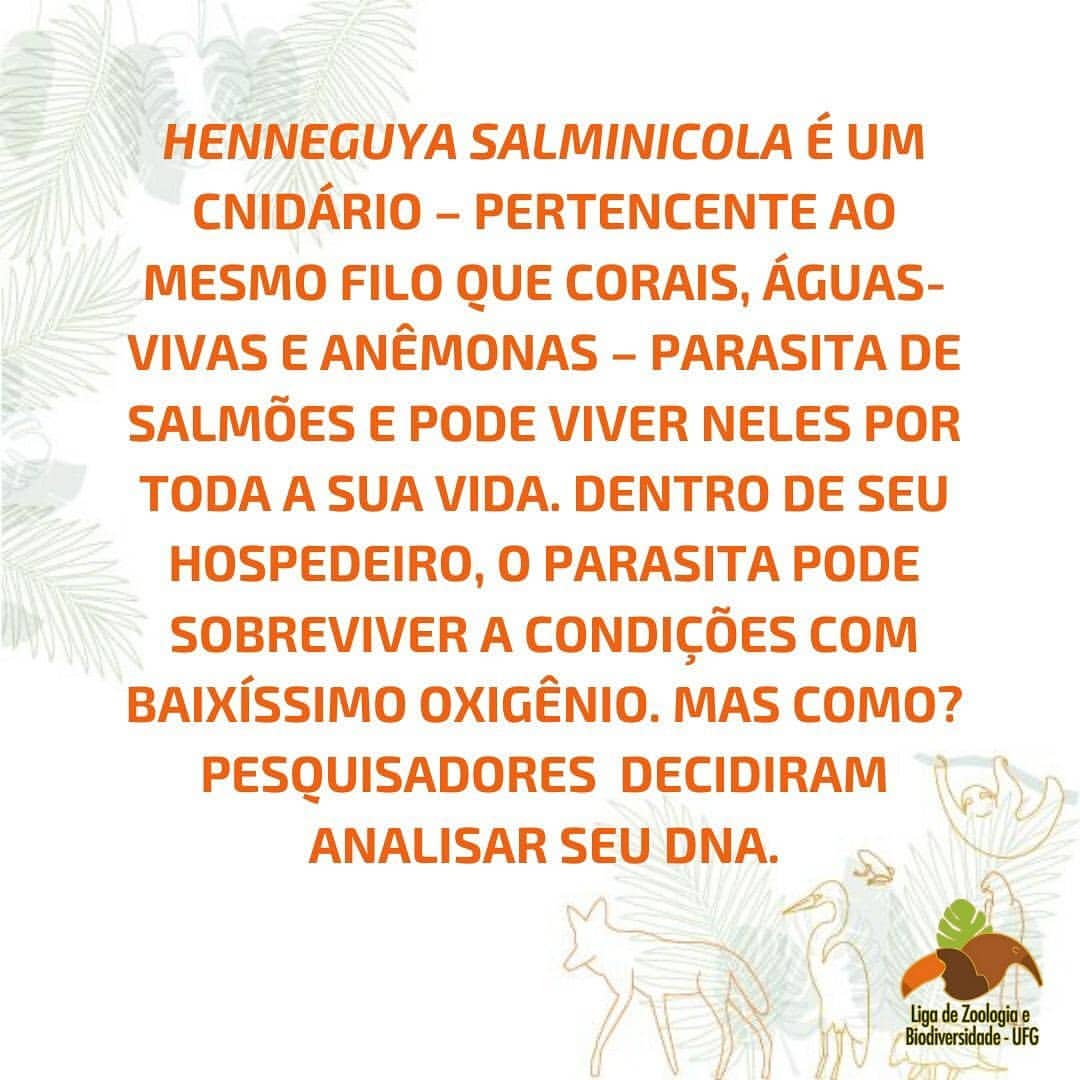 HENNEGUYA SALMINICOLA É UM
CNIDÁRIO – PERTENCENTE AO
MESMO FILO QUE CORAIS, ÁGUAS-
VIVAS E ANÊMONAS – PARASITA DE
SALMÕES E PODE VIVER NELES POR
TODA A SUA VIDA. DENTRO DE SEU
HOSPEDEIRO, O PARASITA PODE
SOBREVIVER A CONDIÇÕES COM
BAIXÍSSIMO OXIGÊNIO. MAS COMO?
PESQUISADORES DECIDIRAM
ANALISAR SEU DNA.
Liga de Zoologia e
Biodiversidade - UFG